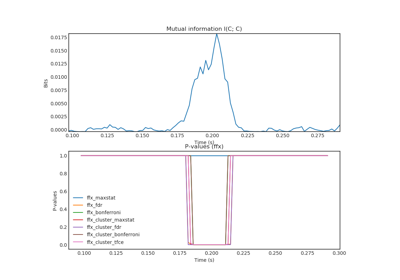 Mutual information I(C; C)
0.0175
0.0150
0.0125
0.0100
0.0075
0.0050
0.0025
0.0000
Bits
0.100 0.125 0.150 0.175 0.200 0.225 0.250 0.275 0.300
Time (s)
P-values (ffx)
1.0
0.8
0.6
0.4
0.2
0.0
P-values
ffx_maxstat
ffx_fdr
ffx_bonferroni
ffx_cluster_maxstat
ffx_cluster_fdr
ffx_cluster_bonferroni
ffx_cluster_tfce
0.100 0.125 0.150 0.175 0.200 0.225 0.250 0.275 0.300
Time (s)